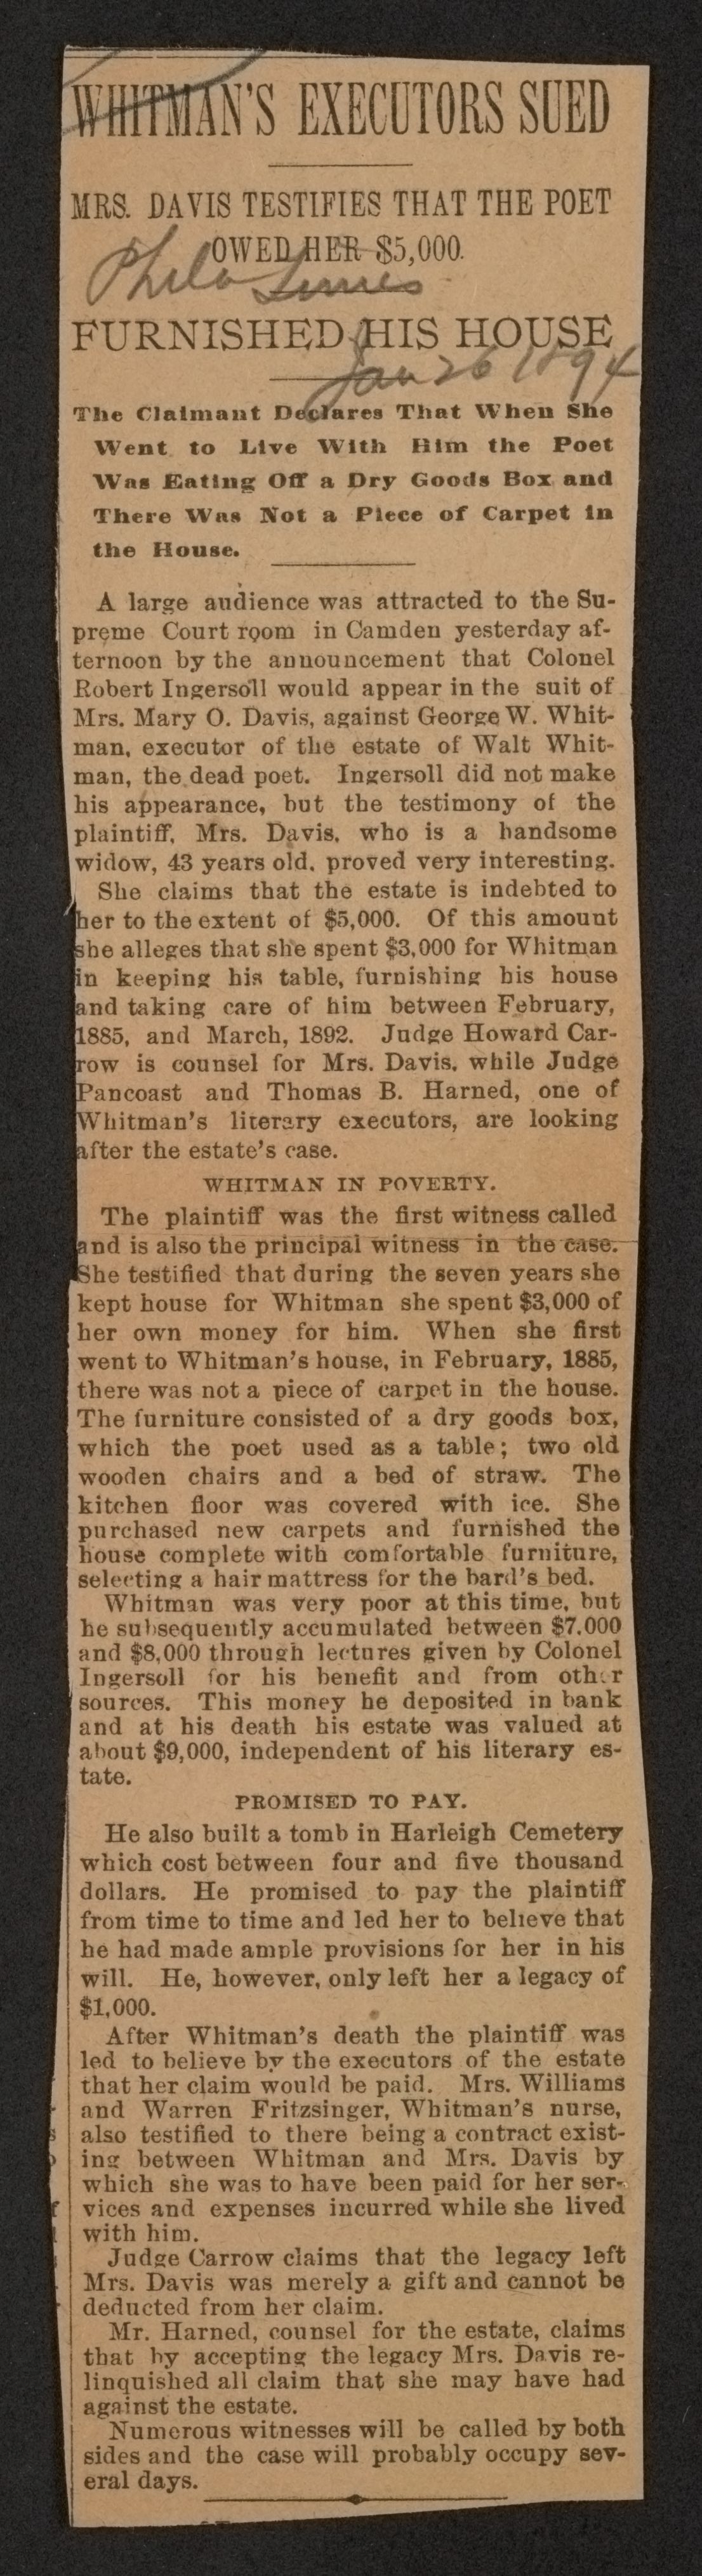 WHITMAN'S EXECUTORS SUED
MRS. DAVIS TESTIFIES THAT THE POET
OWED HER $5,000.
Phila Times
FURNISHED HIS HOUSE
Jan 26 1894
The Claimant Declares That When She
Went to Live With Him the Poet
Was Eating Off a Dry Goods Box and
There Was Not a Piece of Carpet in
the House.
A large audience was attracted to the Su-
preme Court room in Camden yesterday af-
ternoon by the announcement that Colonel
Robert Ingersoll would appear in the suit of
Mrs. Mary O. Davis, against George W. Whit-
man, executor of the estate of Walt Whit-
man, the dead poet. Ingersoll did not make
his appearance, but the testimony of the
plaintiff, Mrs. Davis, who is a handsome
widow, 43 years old, proved very interesting.
She claims that the estate is indebted to
her to the extent of $5,000. Of this amount
she alleges that she spent $3,000 for Whitman
in keeping his table, furnishing his house
and taking care of him between February,
1885, and March, 1892. Judge Howard Car-
row is counsel for Mrs. Davis, while Judge
Pancoast and Thomas B. Harned, one of
Whitman's literary executors, are looking
after the estate's case.
WHITMAN IN POVERTY.
The plaintiff was the first witness called
and is also the principal witness in the case.
She testified that during the seven years she
kept house for Whitman she spent $3,000 of
her own money for him. When she first
went to Whitman's house, in February, 1885,
there was not a piece of carpet in the house.
The furniture consisted of a dry goods box,
which the poet used as a table; two old
wooden chairs and a bed of straw. The
kitchen floor was covered with ice. She
purchased new carpets and furnished the
house complete with comfortable furniture,
selecting a hair mattress for the bard's bed.
Whitman was very poor at this time, but
he subsequently accumulated between $7.000
and $8,000 through lectures given by Colonel
Ingersoll for his benefit and from other
sources. This money he deposited in bank
and at his death his estate was valued at
about $9,000, independent of his literary es-
tate.
PROMISED TO PAY.
He also built a tomb in Harleigh Cemetery
which cost between four and five thousand
dollars. He promised to pay the plaintiff
from time to time and led her to believe that
he had made ample provisions for her in his
will. He, however, only left her a legacy of
$1,000.
After Whitman's death the plaintiff was
led to believe by the executors of the estate
that her claim would be paid. Mrs. Williams
and Warren Fritzsinger, Whitman's nurse,
also testified to there being a contract exist-
ing between Whitman and Mrs. Davis by
which she was to have been paid for her ser-
vices and expenses incurred while she lived
with him.
Judge Carrow claims that the legacy left
Mrs. Davis was merely a gift and cannot be
deducted from her claim.
Mr. Harned, counsel for the estate, claims
that by accepting the legacy Mrs. Davis re-
linquished all claim that she may have had
against the estate.
Numerous witnesses will be called by both
sides and the case will probably occupy sev-
eral days.